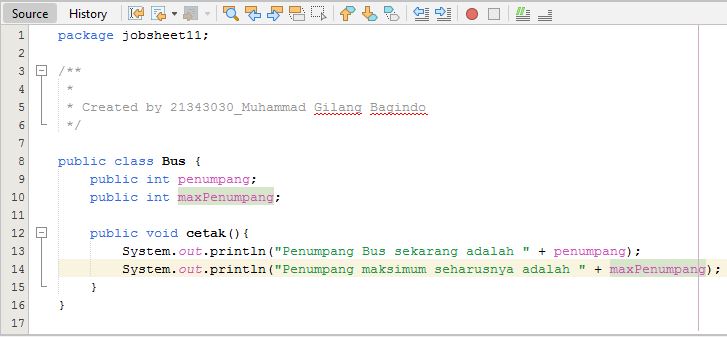 Source History
1 package jobsheet11;
2
3 /**
4 *
5 * Created by 21343030_Muhammad Gilang Bagindo
6 */
7
8 public class Bus {
9 public int penumpang;
10 public int maxPenumpang;
11
12 public void cetak(){
13 System.out.println("Penumpang Bus sekarang adalah " + penumpang);
14 System.out.println("Penumpang maksimum seharusnya adalah " + maxPenumpang);
15 }
16 }
17